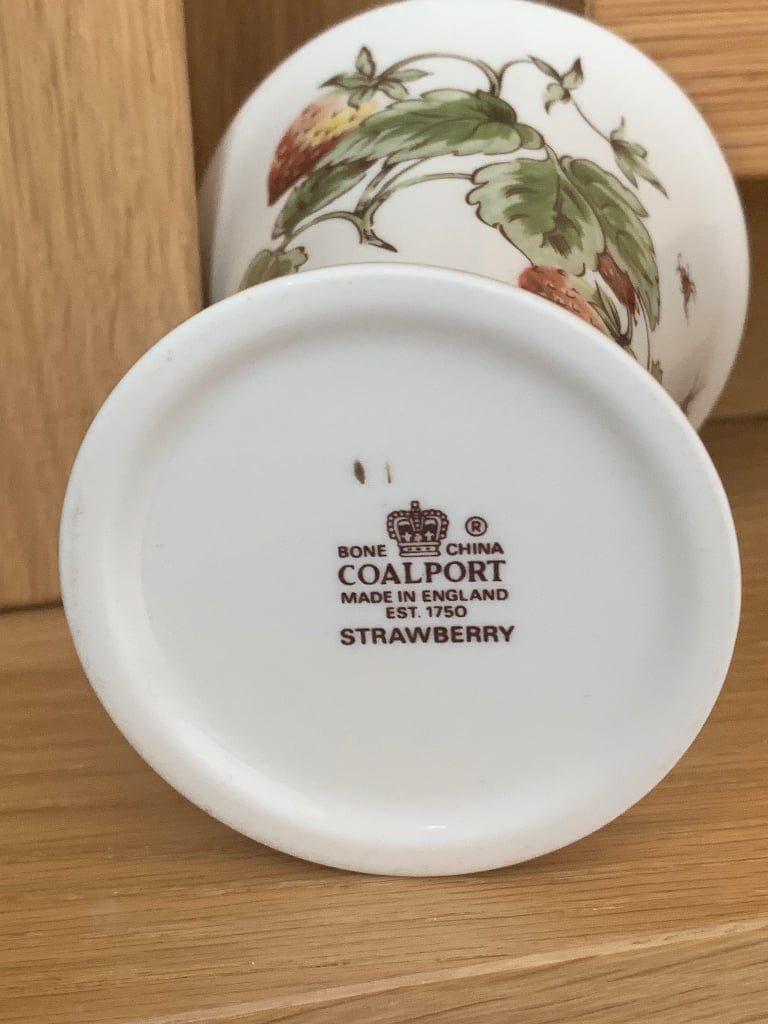 ®
BONE CHINA
COALPORT
MADE IN ENGLAND
EST. 1750
STRAWBERRY